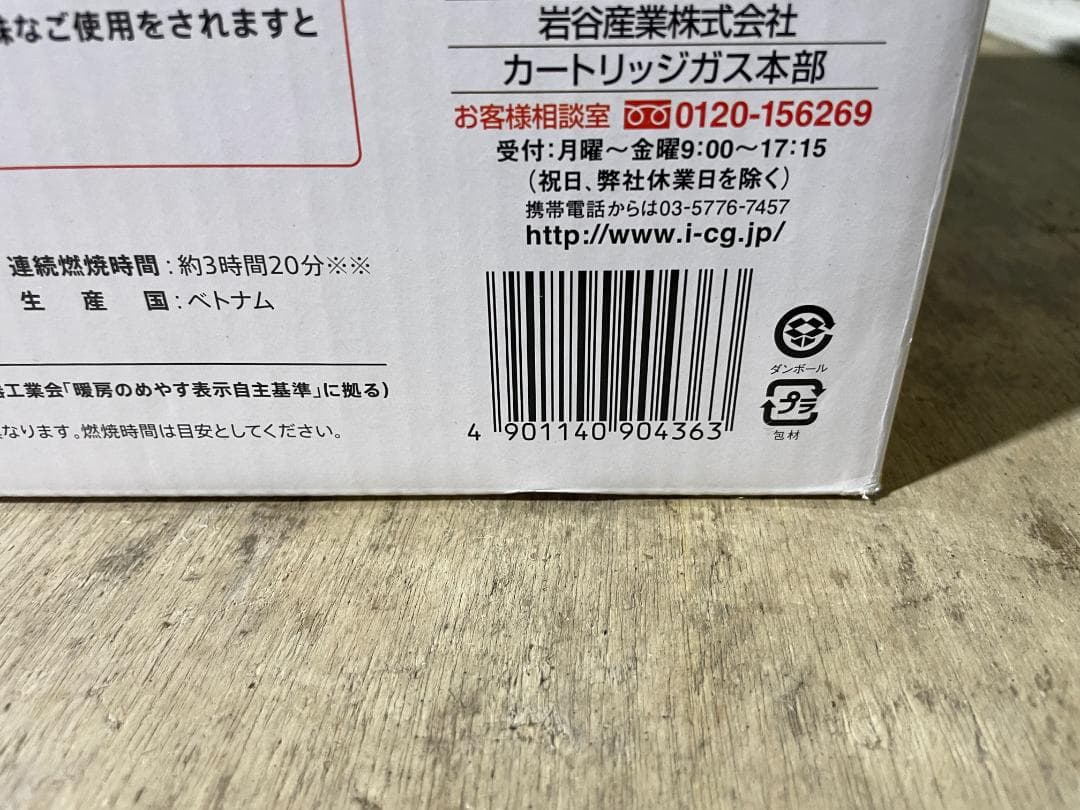 なご使用をされますと
連続燃焼時間:約3時間20分※※
生産国:ベトナム
工業会「暖房のめやす表示自主基準」に拠る)
なります。燃焼時間は目安としてください。
岩谷産業株式会社
カートリッジガス本部
お客様相談室 0120-156269
受付:月曜～金曜9:00～17:15
(祝日、弊社休業日を除く)
携帯電話からは03-5776-7457
http://www.i-cg.jp/
4 901140 904363
ダンボール
プラ
包材